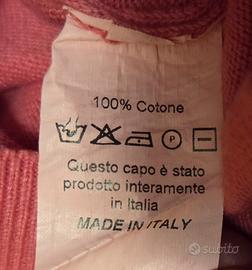 100% Cotone
P
Questo capo è stato
prodotto interamente
in Italia
MADE IN ITALY
subito